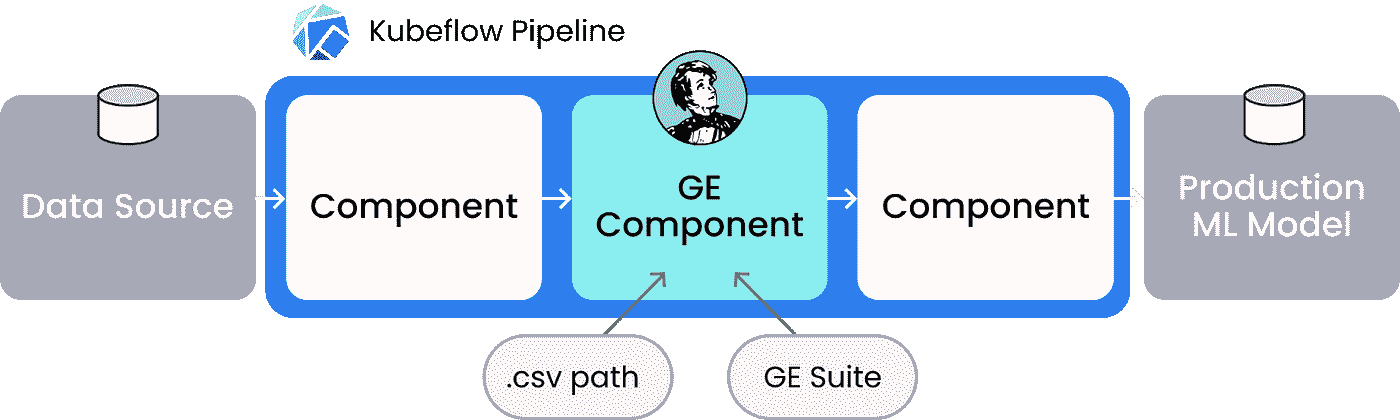 Kubeflow Pipeline
Data Source
Component
GE
Component
Component
Production
ML Model
.csv path
GE Suite